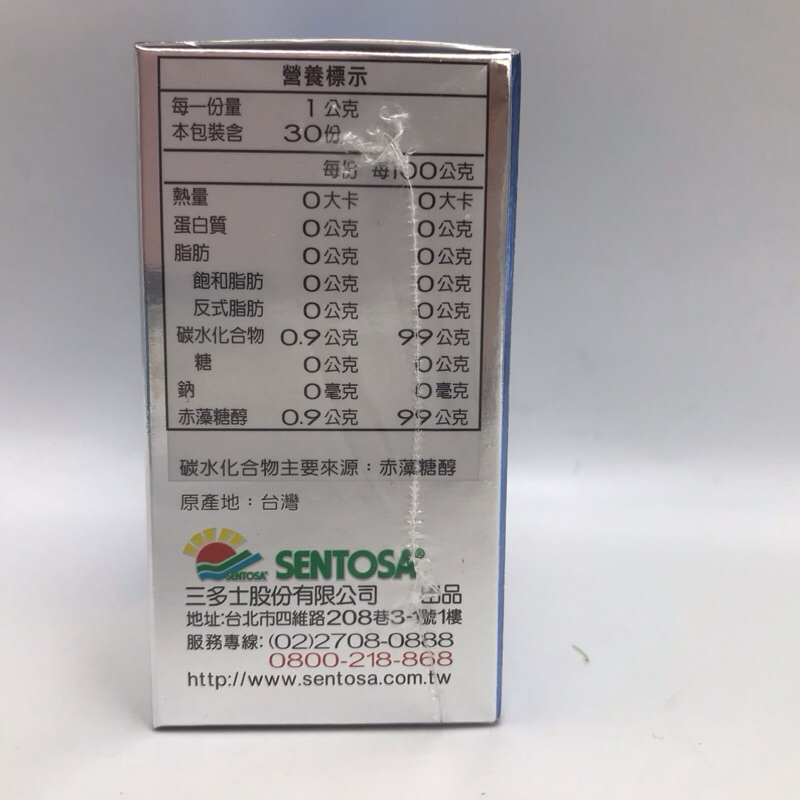 營養標示
每一份量 1公克
本包裝含 30份
每份 每100公克
熱量 0大卡 0大卡
蛋白質 0公克 0公克
脂肪 0公克 0公克
飽和脂肪 0公克 0公克
反式脂肪 0公克 0公克
碳水化合物 0.9公克 99公克
糖 0公克 0公克
鈉 0毫克 0毫克
赤藻糖醇 0.9公克 99公克
碳水化合物主要來源：赤藻糖醇
原產地：台灣
SENTOSA SENTOSA®
三多士股份有限公司 出品
地址:台北市四維路208巷3-1號1樓
服務專線:(02)2708-0888
0800-218-868
http://www.sentosa.com.tw